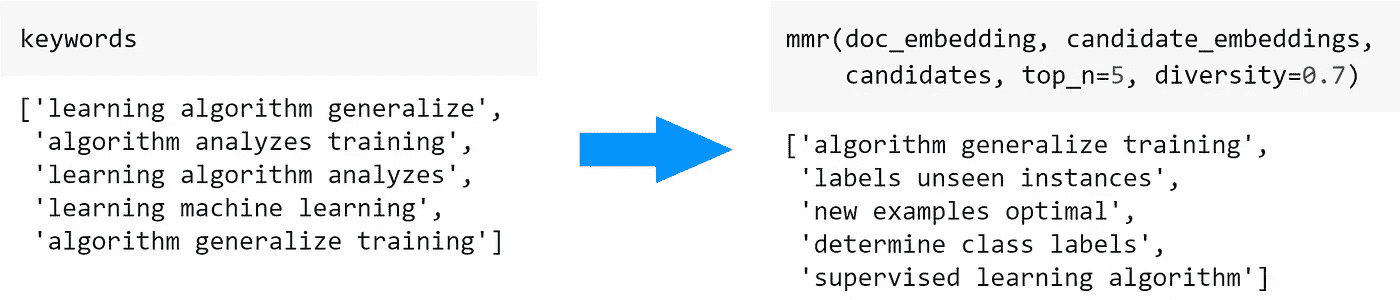 keywords
['learning algorithm generalize',
'algorithm analyzes training',
'learning algorithm analyzes',
'learning machine learning',
'algorithm generalize training']
mmr(doc_embedding, candidate_embeddings,
candidates, top_n=5, diversity=0.7)
['algorithm generalize training',
'labels unseen instances',
'new examples optimal',
'determine class labels',
'supervised learning algorithm']